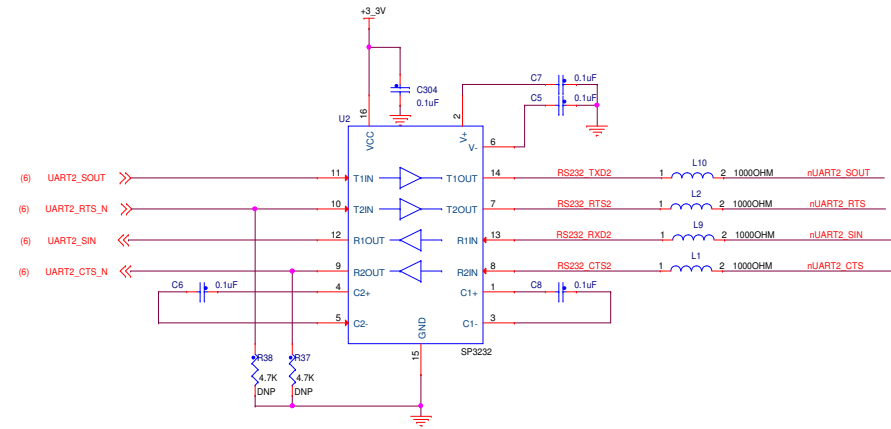 +3_3V
C304
0.1uF
C7 0.1uF
C5 0.1uF
U2
16
VCC
2
V+
V-
6
(6) UART2_SOUT 11 T1IN T1OUT 14 RS232_TXD2 1 L10 2 1000OHM nUART2_SOUT
(6) UART2_RTS_N 10 T2IN T2OUT 7 RS232_RTS2 1 L2 2 1000OHM nUART2_RTS
(6) UART2_SIN 12 R1OUT R1IN 13 RS232_RXD2 1 L9 2 1000OHM nUART2_SIN
(6) UART2_CTS_N 9 R2OUT R2IN 8 RS232_CTS2 1 L1 2 1000OHM nUART2_CTS
C6 0.1uF 4 C2+ C1+ 1 C8 0.1uF
5 C2- C1- 3
GND
15
SP3232
R38 R37
4.7K 4.7K
DNP DNP